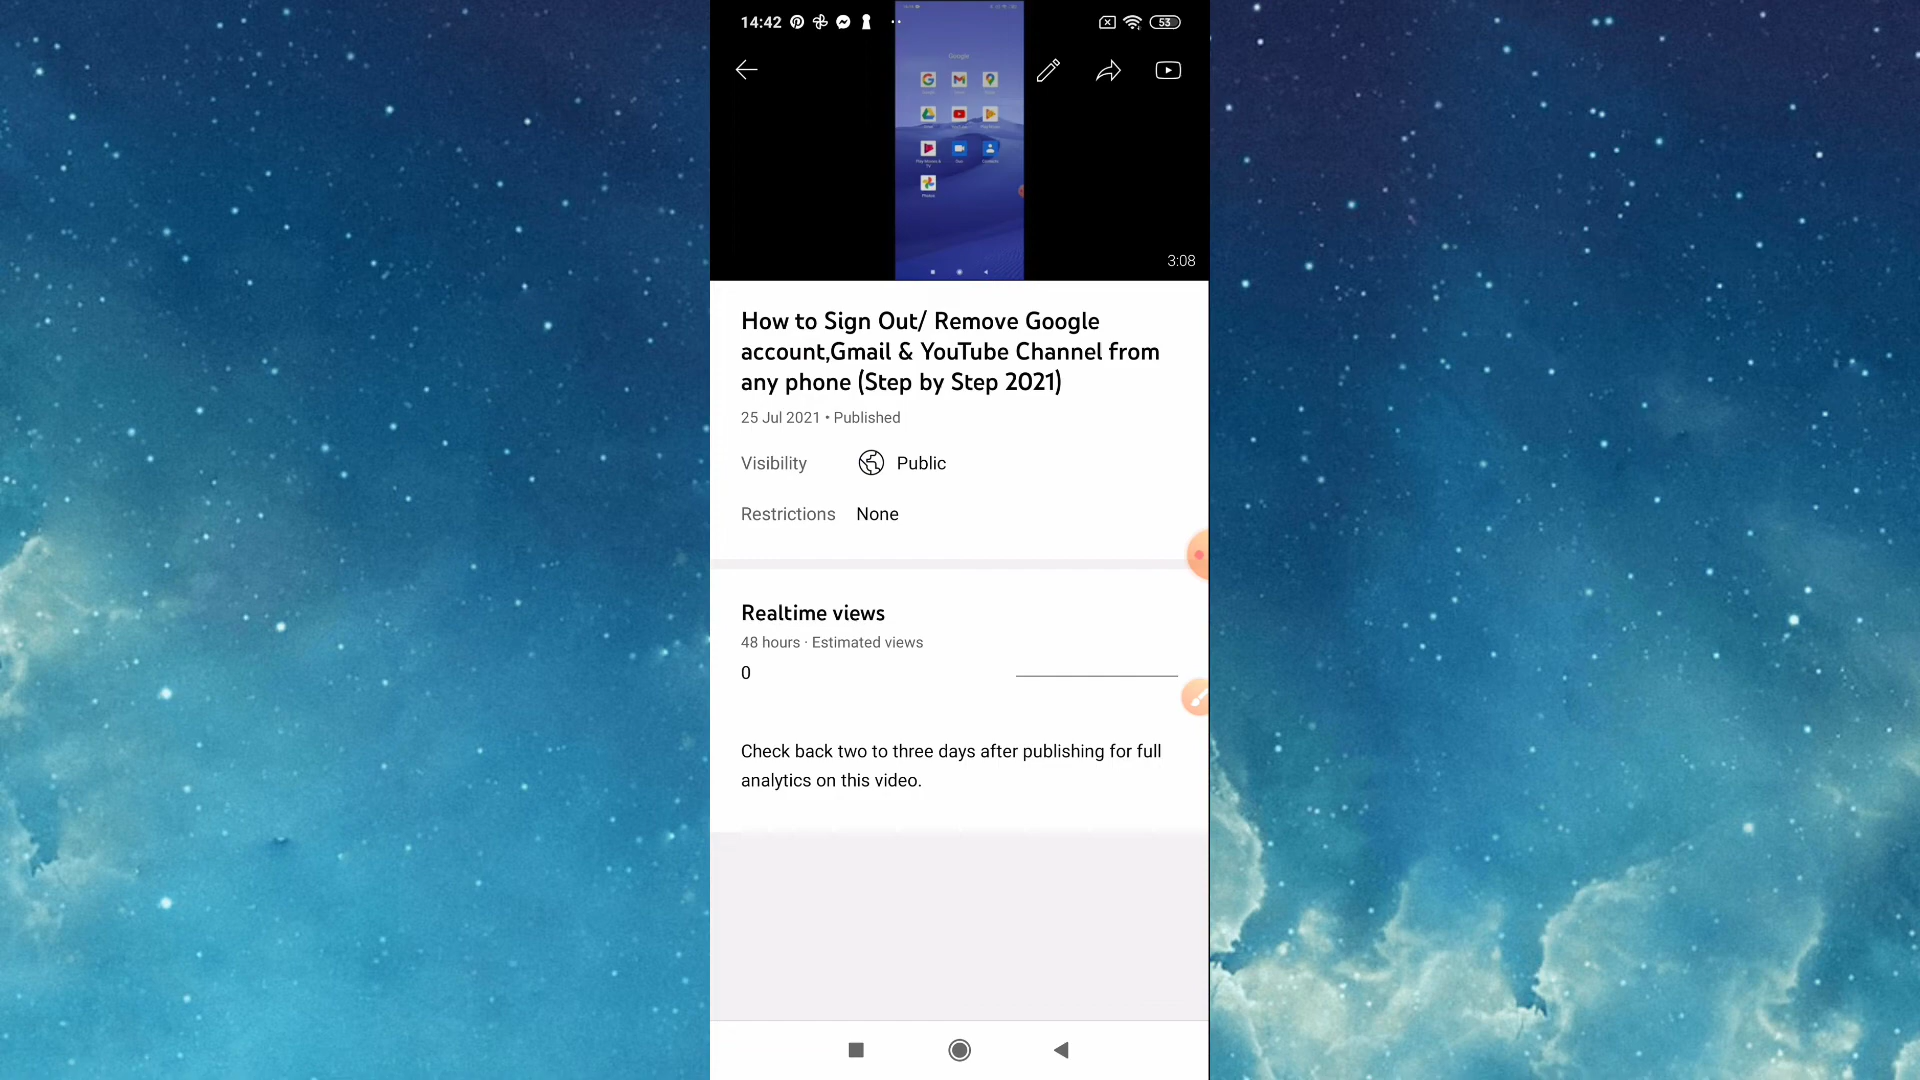 14:42
53
Google
3:08
How to Sign Out/ Remove Google
account,Gmail & YouTube Channel from
any phone (Step by Step 2021)
25 Jul 2021 • Published
Visibility Public
Restrictions None
Realtime views
48 hours · Estimated views
0
Check back two to three days after publishing for full
analytics on this video.